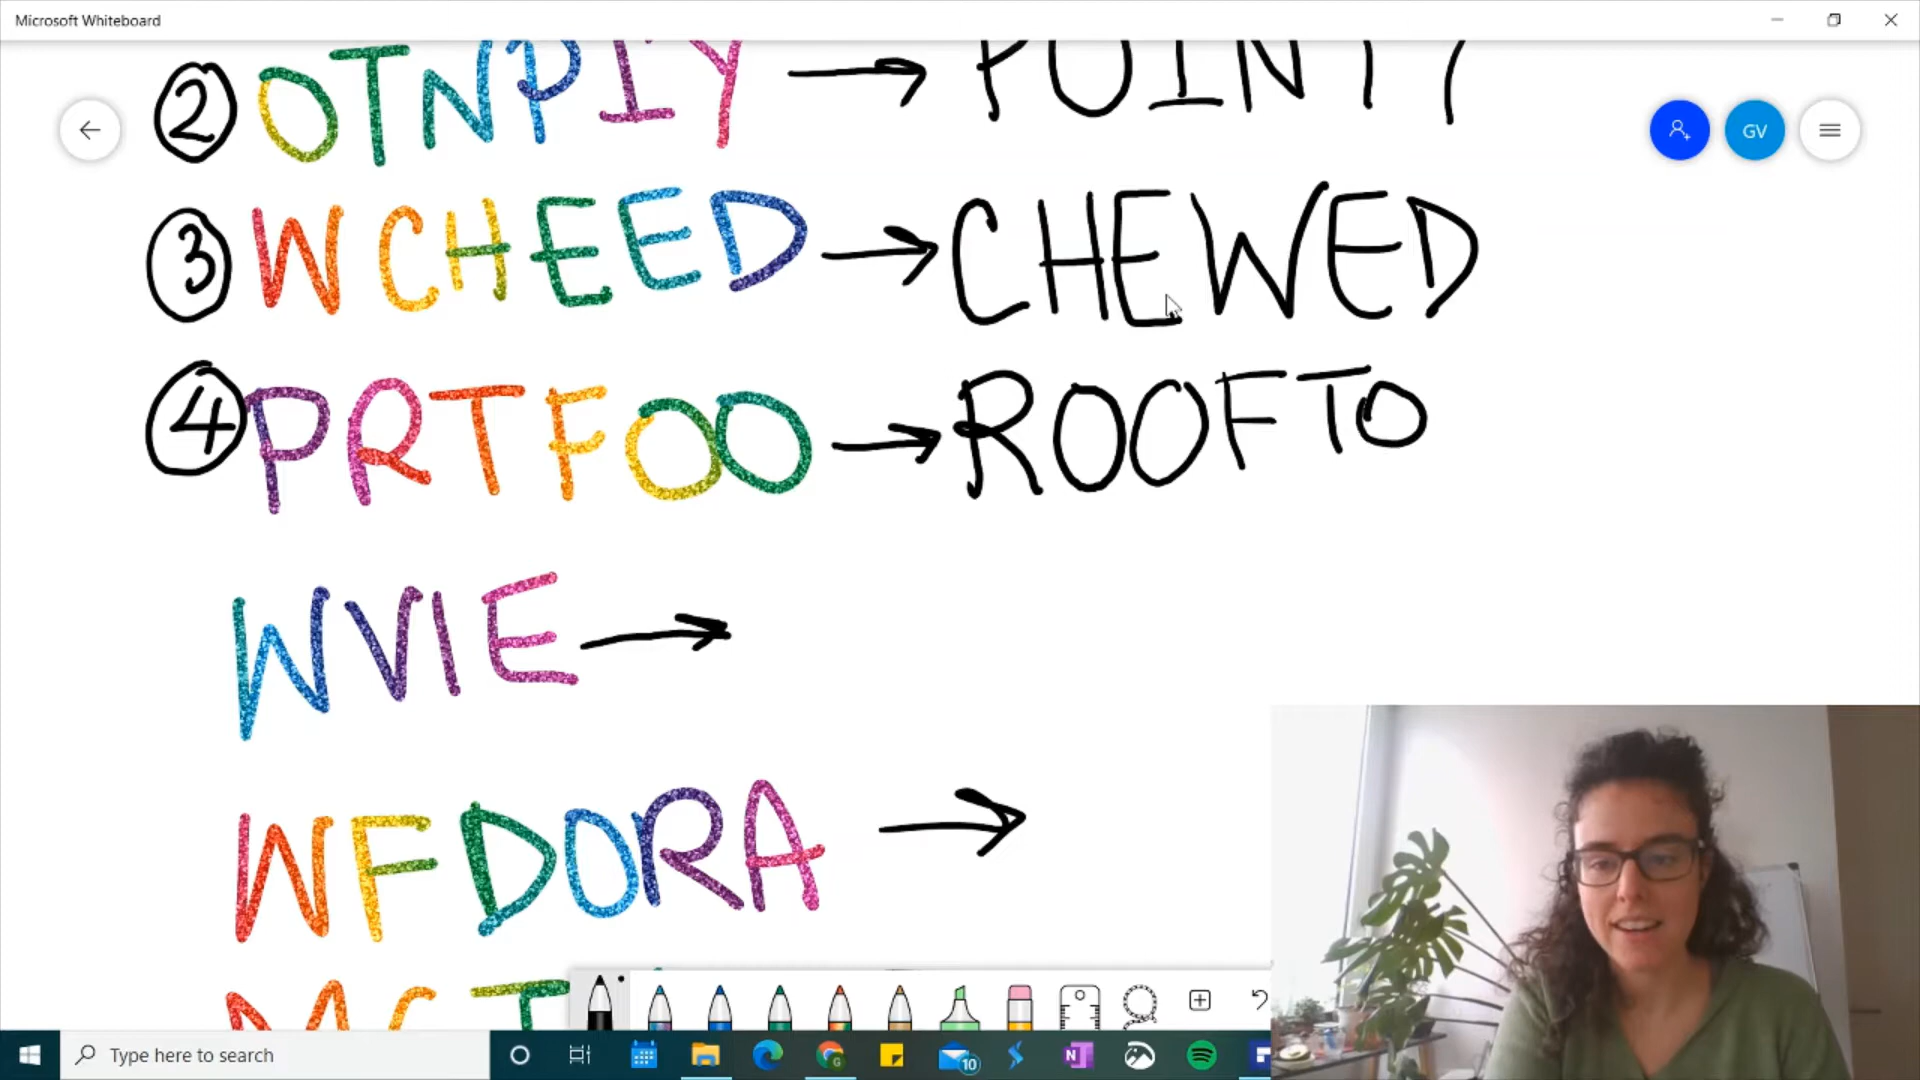 Microsoft Whiteboard
2 OTNPIY → POINTY
GV
3 WCHEED → CHEWED
4 PRTFOO → ROOFTO
WVIE →
WFDORA →
Type here to search
10